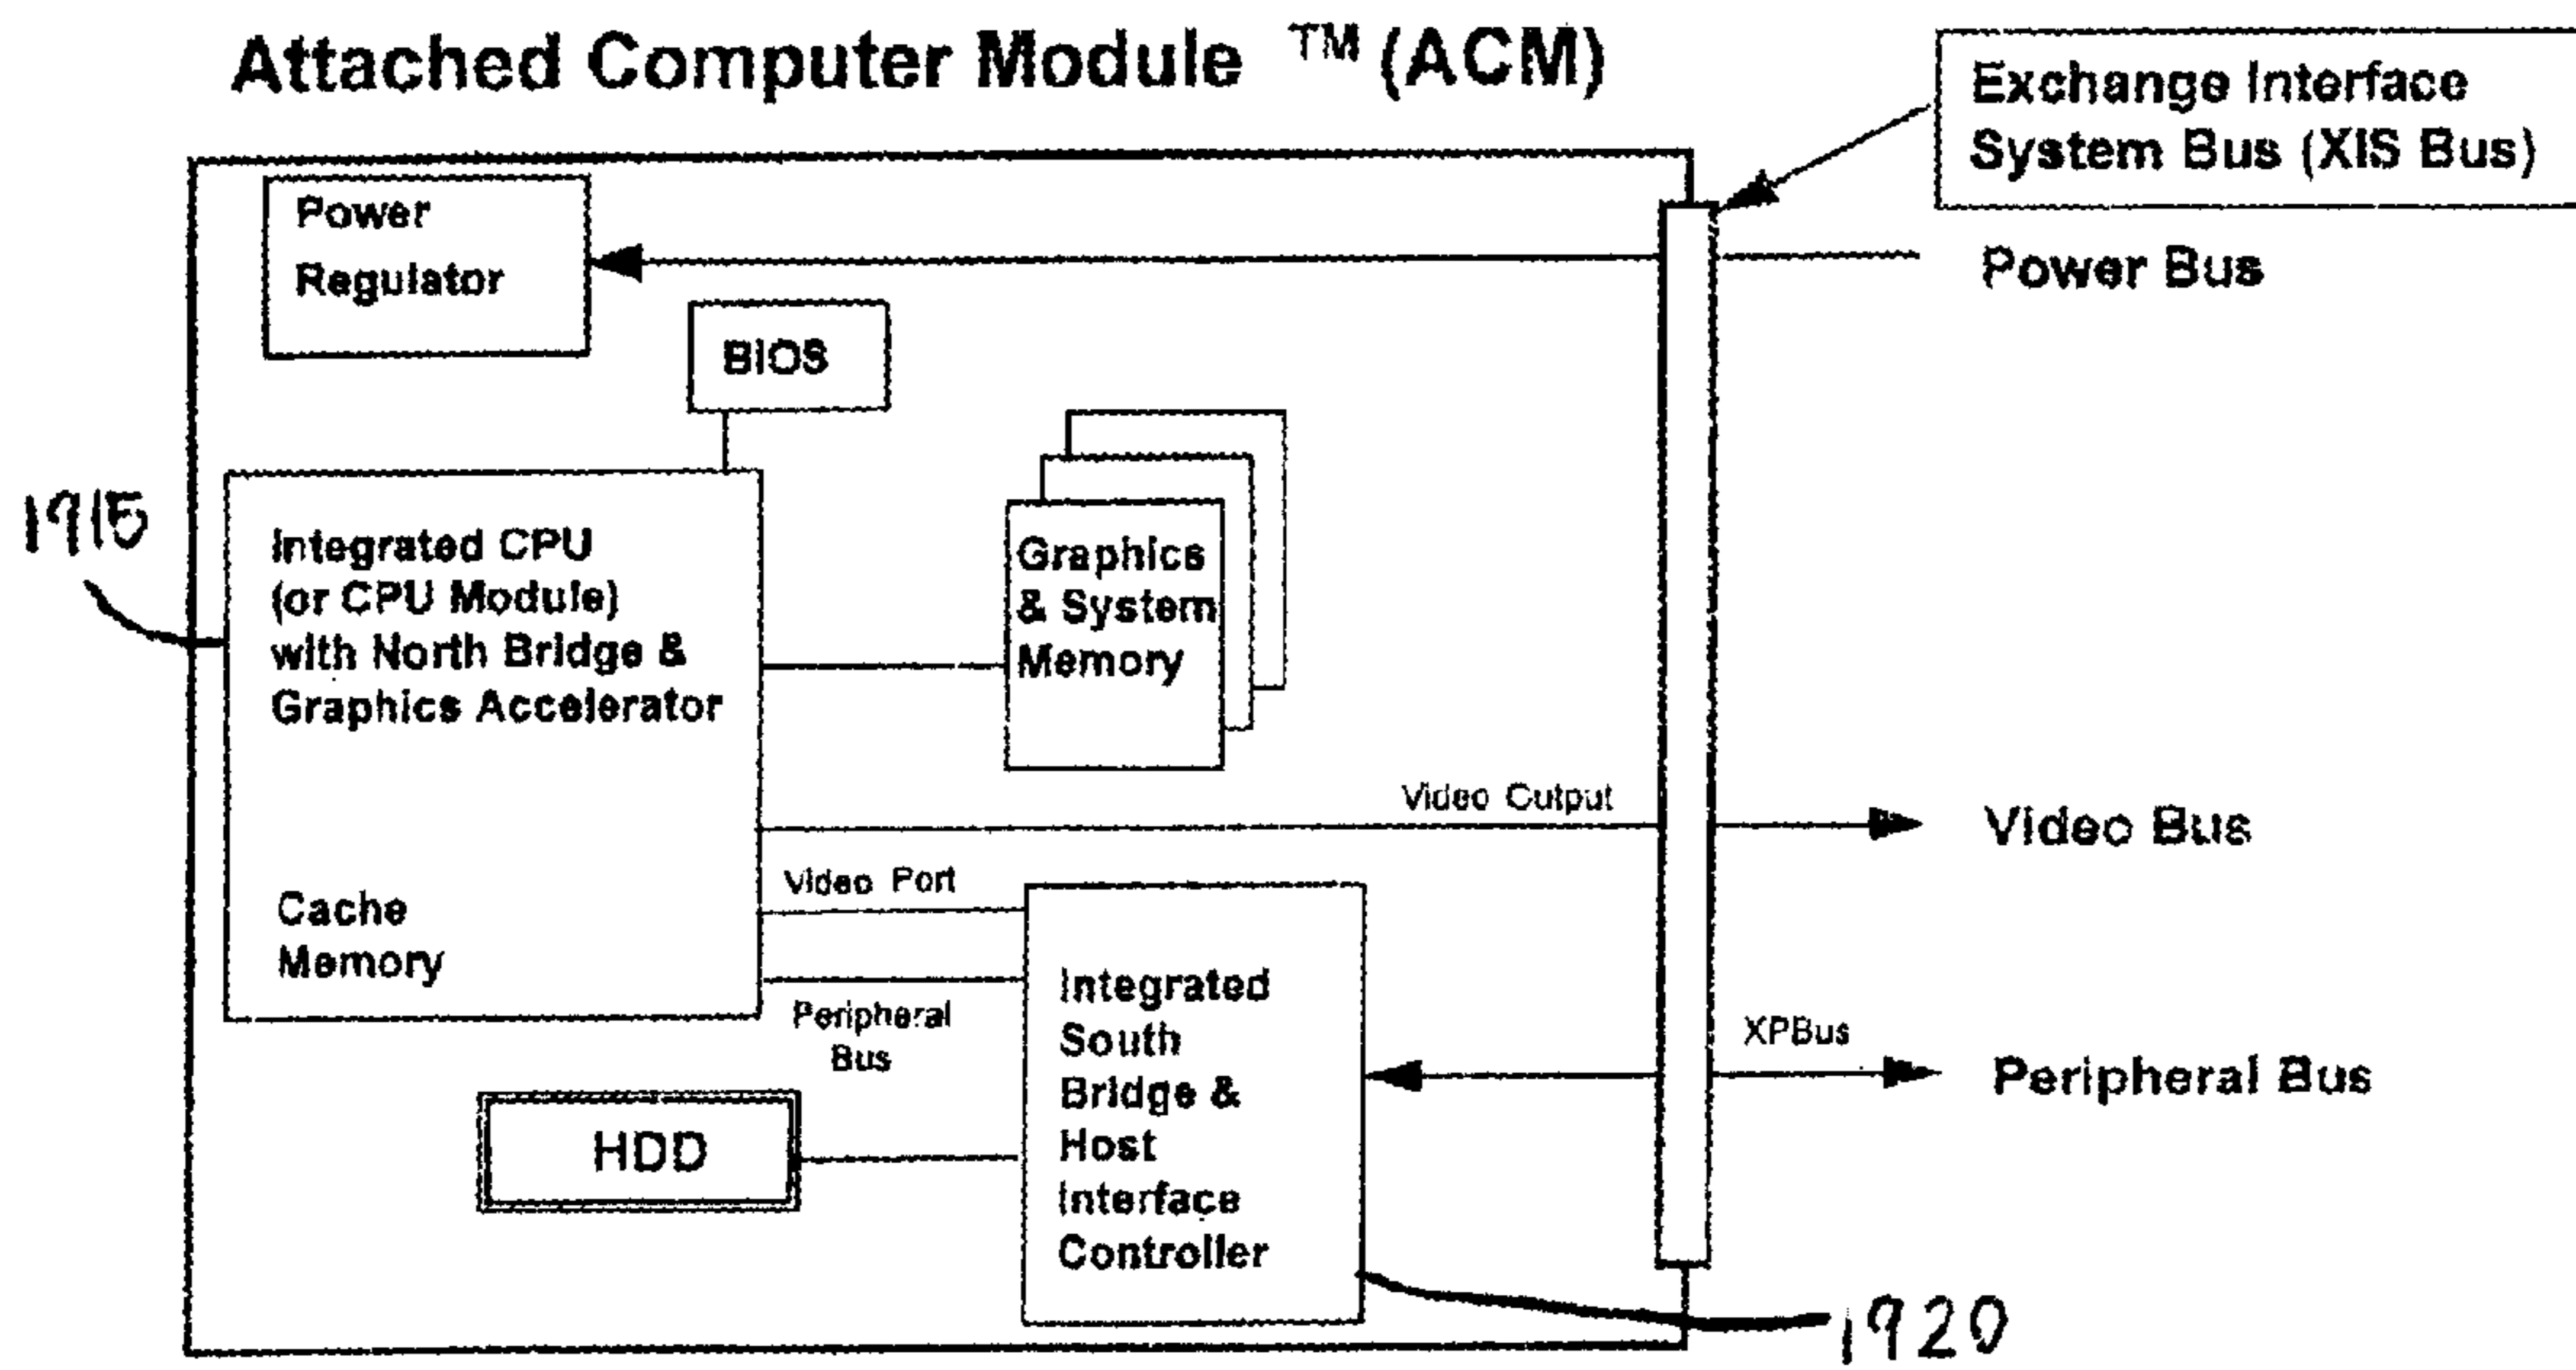 Attached Computer Module ™ (ACM)
Exchange Interface
System Bus (XIS Bus)
Power
Regulator
Power Bus
BIOS
1915
Integrated CPU
(or CPU Module)
with North Bridge &
Graphics Accelerator
Cache
Memory
Graphics
& System
Memory
Video Output
Video Bus
Video Port
Peripheral
Bus
Integrated
South
Bridge &
Host
Interface
Controller
XPBus
Peripheral Bus
HDD
1920